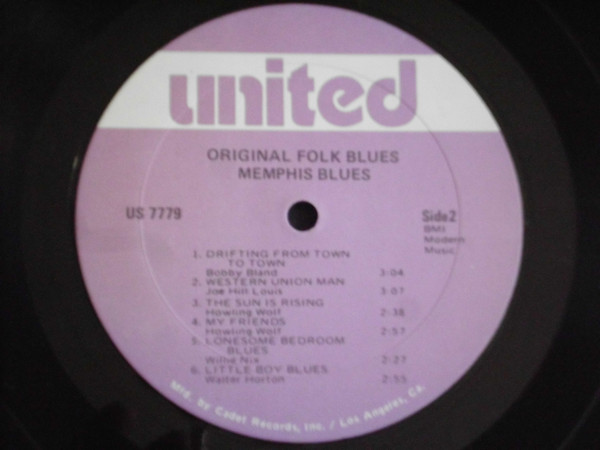 united
ORIGINAL FOLK BLUES
MEMPHIS BLUES
US 7779
Side 2
BMI
Modern
Music
1. DRIFTING FROM TOWN
TO TOWN
Bobby Bland 3:04
2. WESTERN UNION MAN
Joe Hill Louis 3:07
3. THE SUN IS RISING
Howling Wolf 2:38
4. MY FRIENDS
Howling Wolf 2:57
5. LONESOME BEDROOM
BLUES
Willie Nix 2:27
6. LITTLE BOY BLUES
Walter Horton 2:55
Mfg. by Cadet Records, Inc. / Los Angeles, Ca.